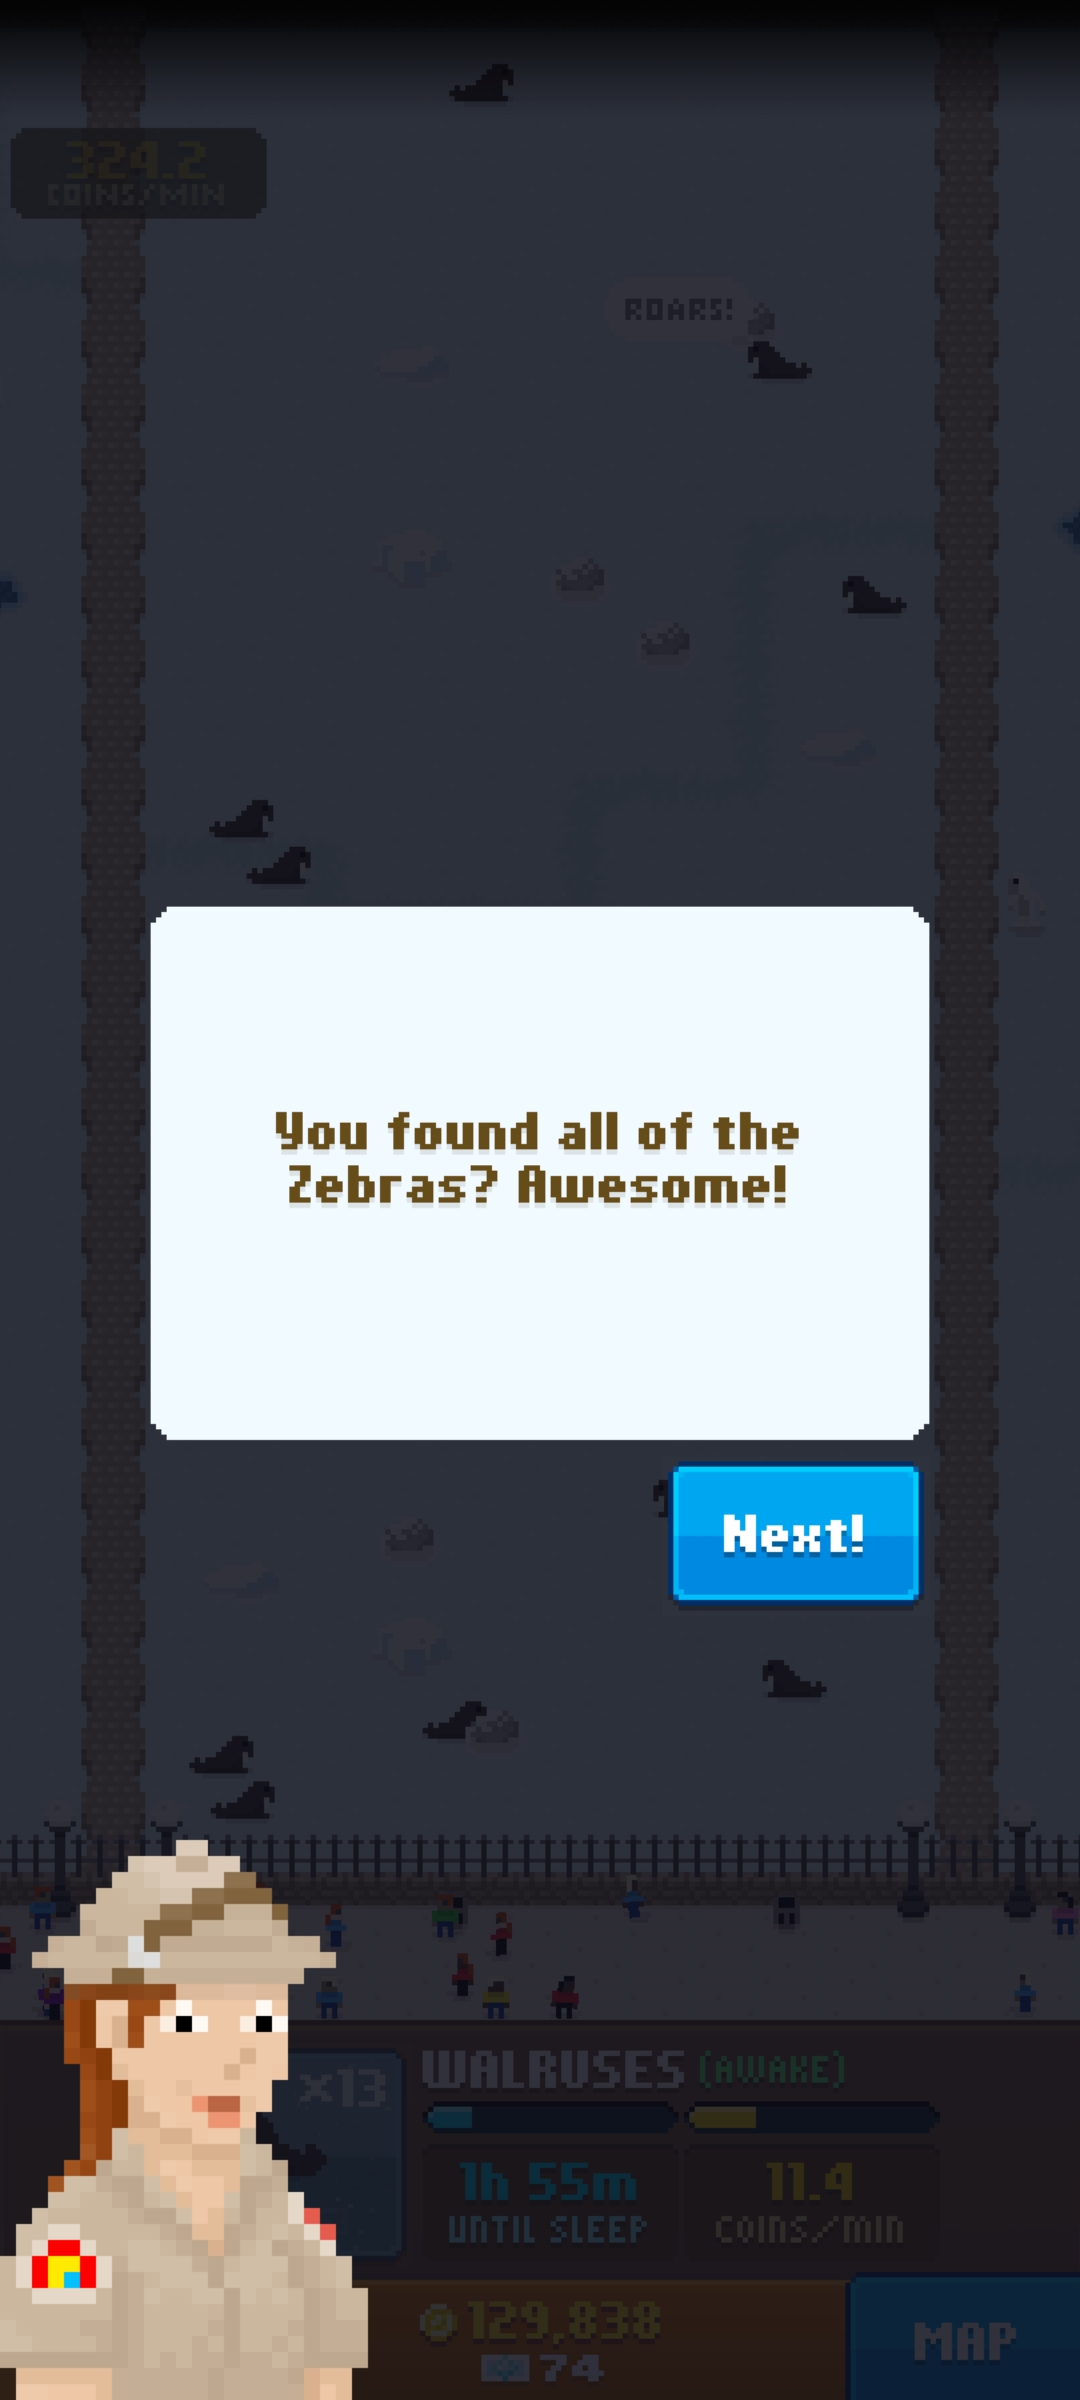 324.2
COINS/MIN
ROARS!
You found all of the
Zebras? Awesome!
Next!
x13
WALRUSES (AWAKE)
1h 55m
UNTIL SLEEP
11.4
COINS/MIN
129,838
74
MAP